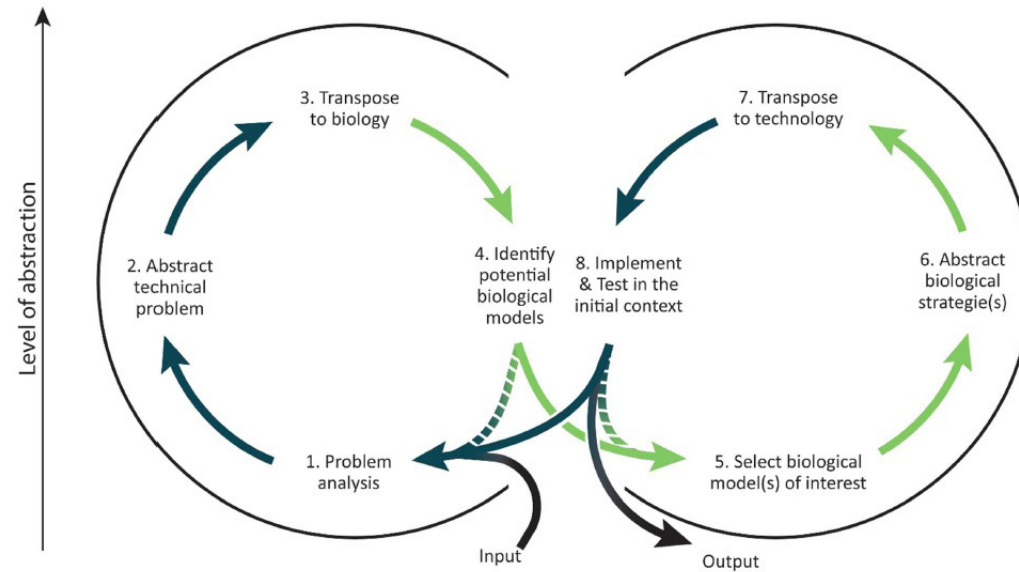 Level of abstraction
1. Problem
analysis
2. Abstract
technical
problem
3. Transpose
to biology
4. Identify
potential
biological
models
5. Select biological
model(s) of interest
6. Abstract
biological
strategie(s)
7. Transpose
to technology
8. Implement
& Test in the
initial context
Input
Output